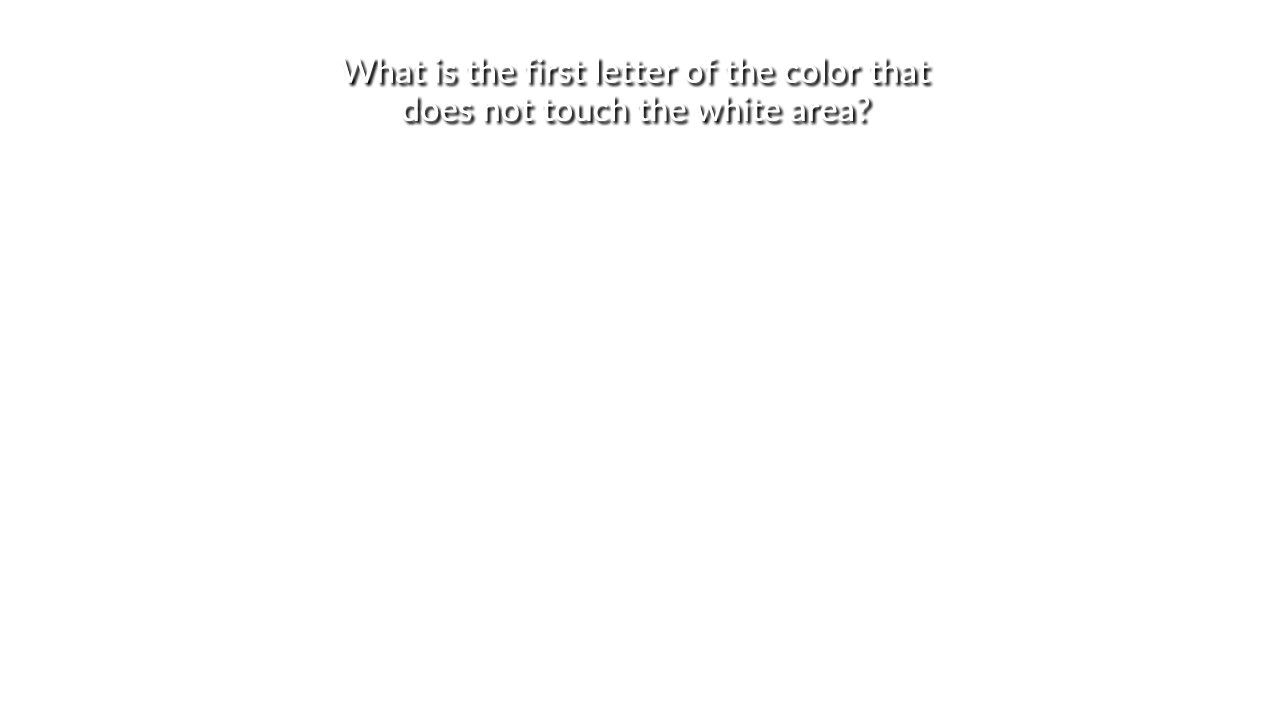 What is the first letter of the color that
does not touch the white area?